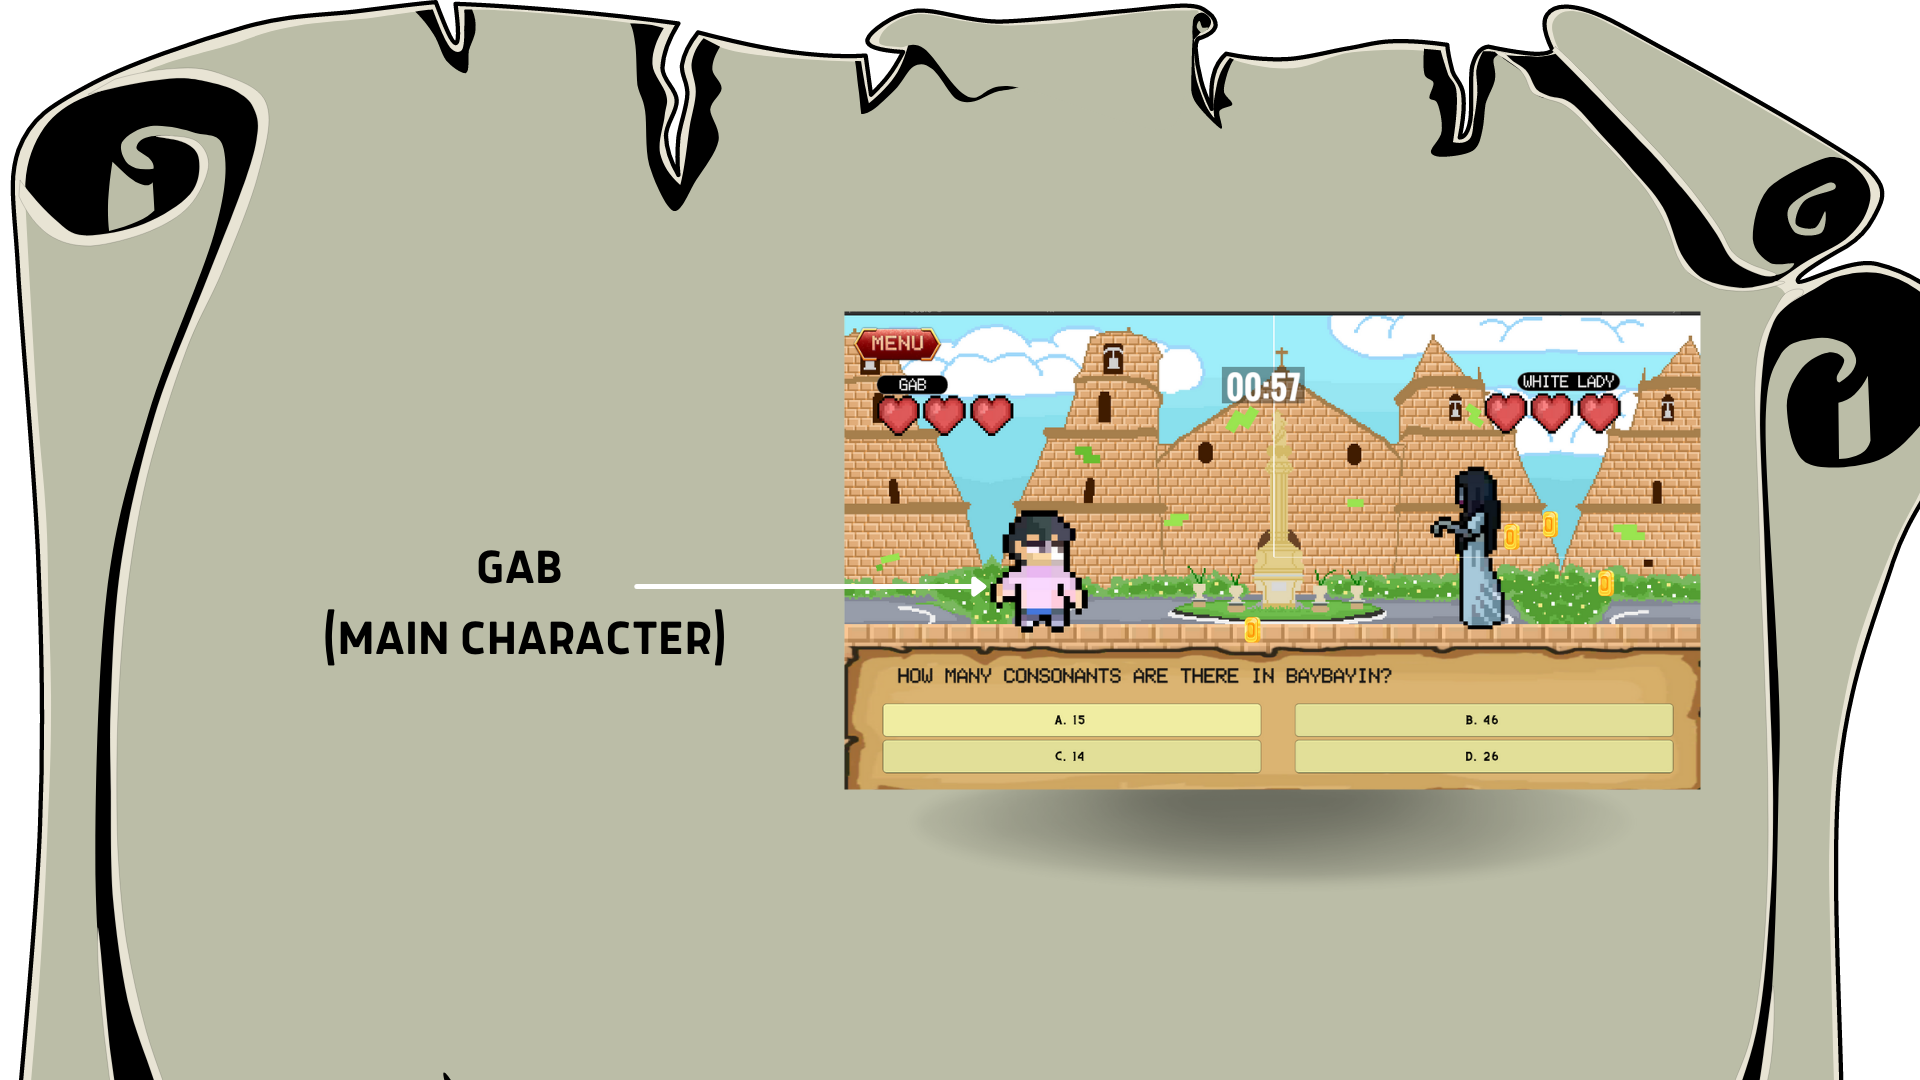 GAB
(MAIN CHARACTER)
MENU
GAB
00:57
WHITE LADY
HOW MANY CONSONANTS ARE THERE IN BAYBAYIN?
A. 15
B. 46
C. 14
D. 26